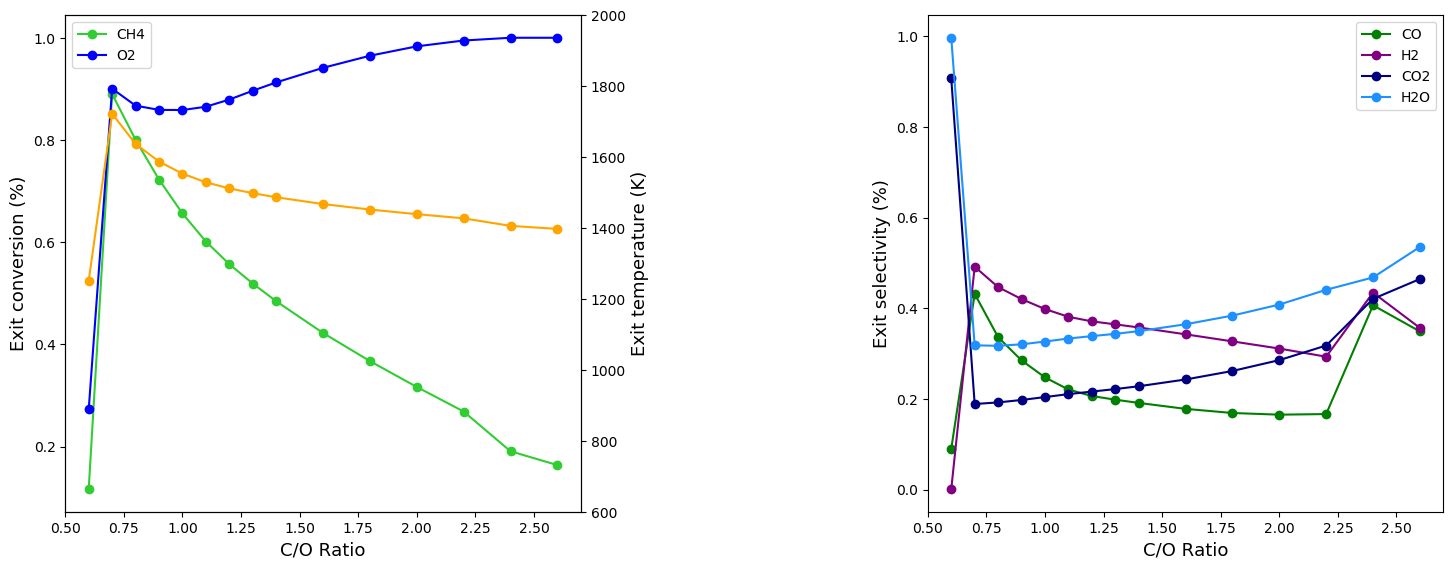 CH4
O2
1.0
0.8
0.6
0.4
0.2
Exit conversion (%)
2000
1800
1600
1400
1200
1000
800
600
Exit temperature (K)
0.50 0.75 1.00 1.25 1.50 1.75 2.00 2.25 2.50
C/O Ratio
CO
H2
CO2
H2O
1.0
0.8
0.6
0.4
0.2
0.0
Exit selectivity (%)
0.50 0.75 1.00 1.25 1.50 1.75 2.00 2.25 2.50
C/O Ratio